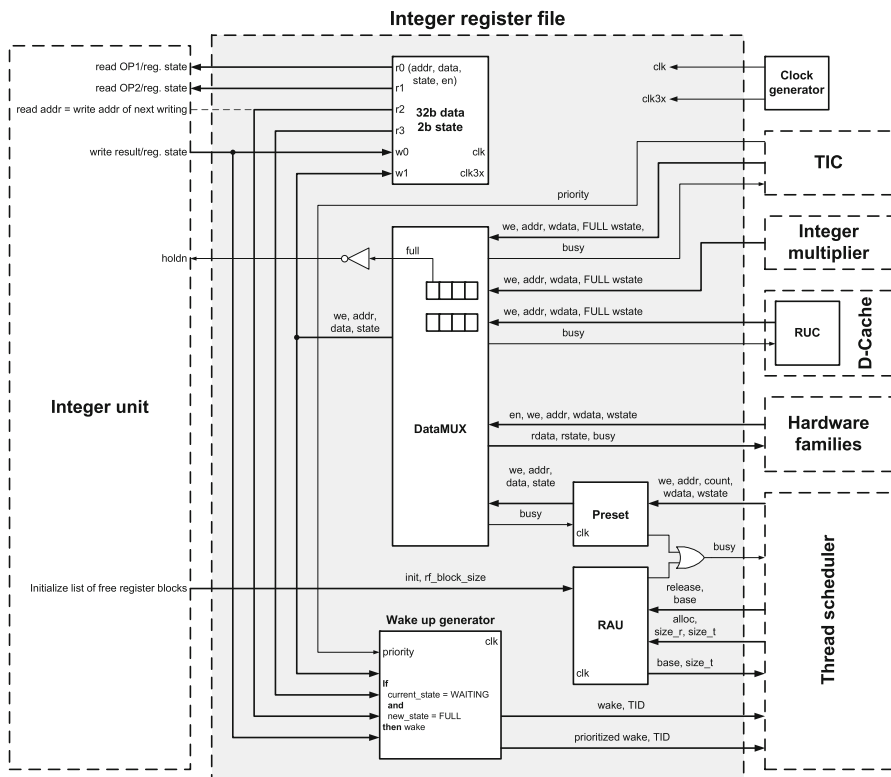 Integer register file
read OP1/reg. state
r0 (addr, data,
state, en)
clk
Clock
generator
read OP2/reg. state
r1
read addr = write addr of next writing
r2
32b data
2b state
clk3x
r3
write result/reg. state
w0
clk
w1
clk3x
TIC
priority
we, addr, wdata, FULL wstate,
busy
Integer
multiplier
holdn
full
we, addr, wdata, FULL wstate
we, addr, wdata, FULL wstate
we, addr,
data, state
busy
RUC
D-Cache
Integer unit
DataMUX
en, we, addr, wdata, wstate
rdata, rstate, busy
Hardware
families
we, addr,
data, state
we, addr, count,
wdata, wstate
busy
Preset
clk
busy
Initialize list of free register blocks
init, rf_block_size
release,
base
RAU
alloc,
size_r, size_t
clk
base, size_t
Thread scheduler
Wake up generator
clk
priority
If
current_state = WAITING
and
new_state = FULL
then wake
wake, TID
prioritized wake, TID